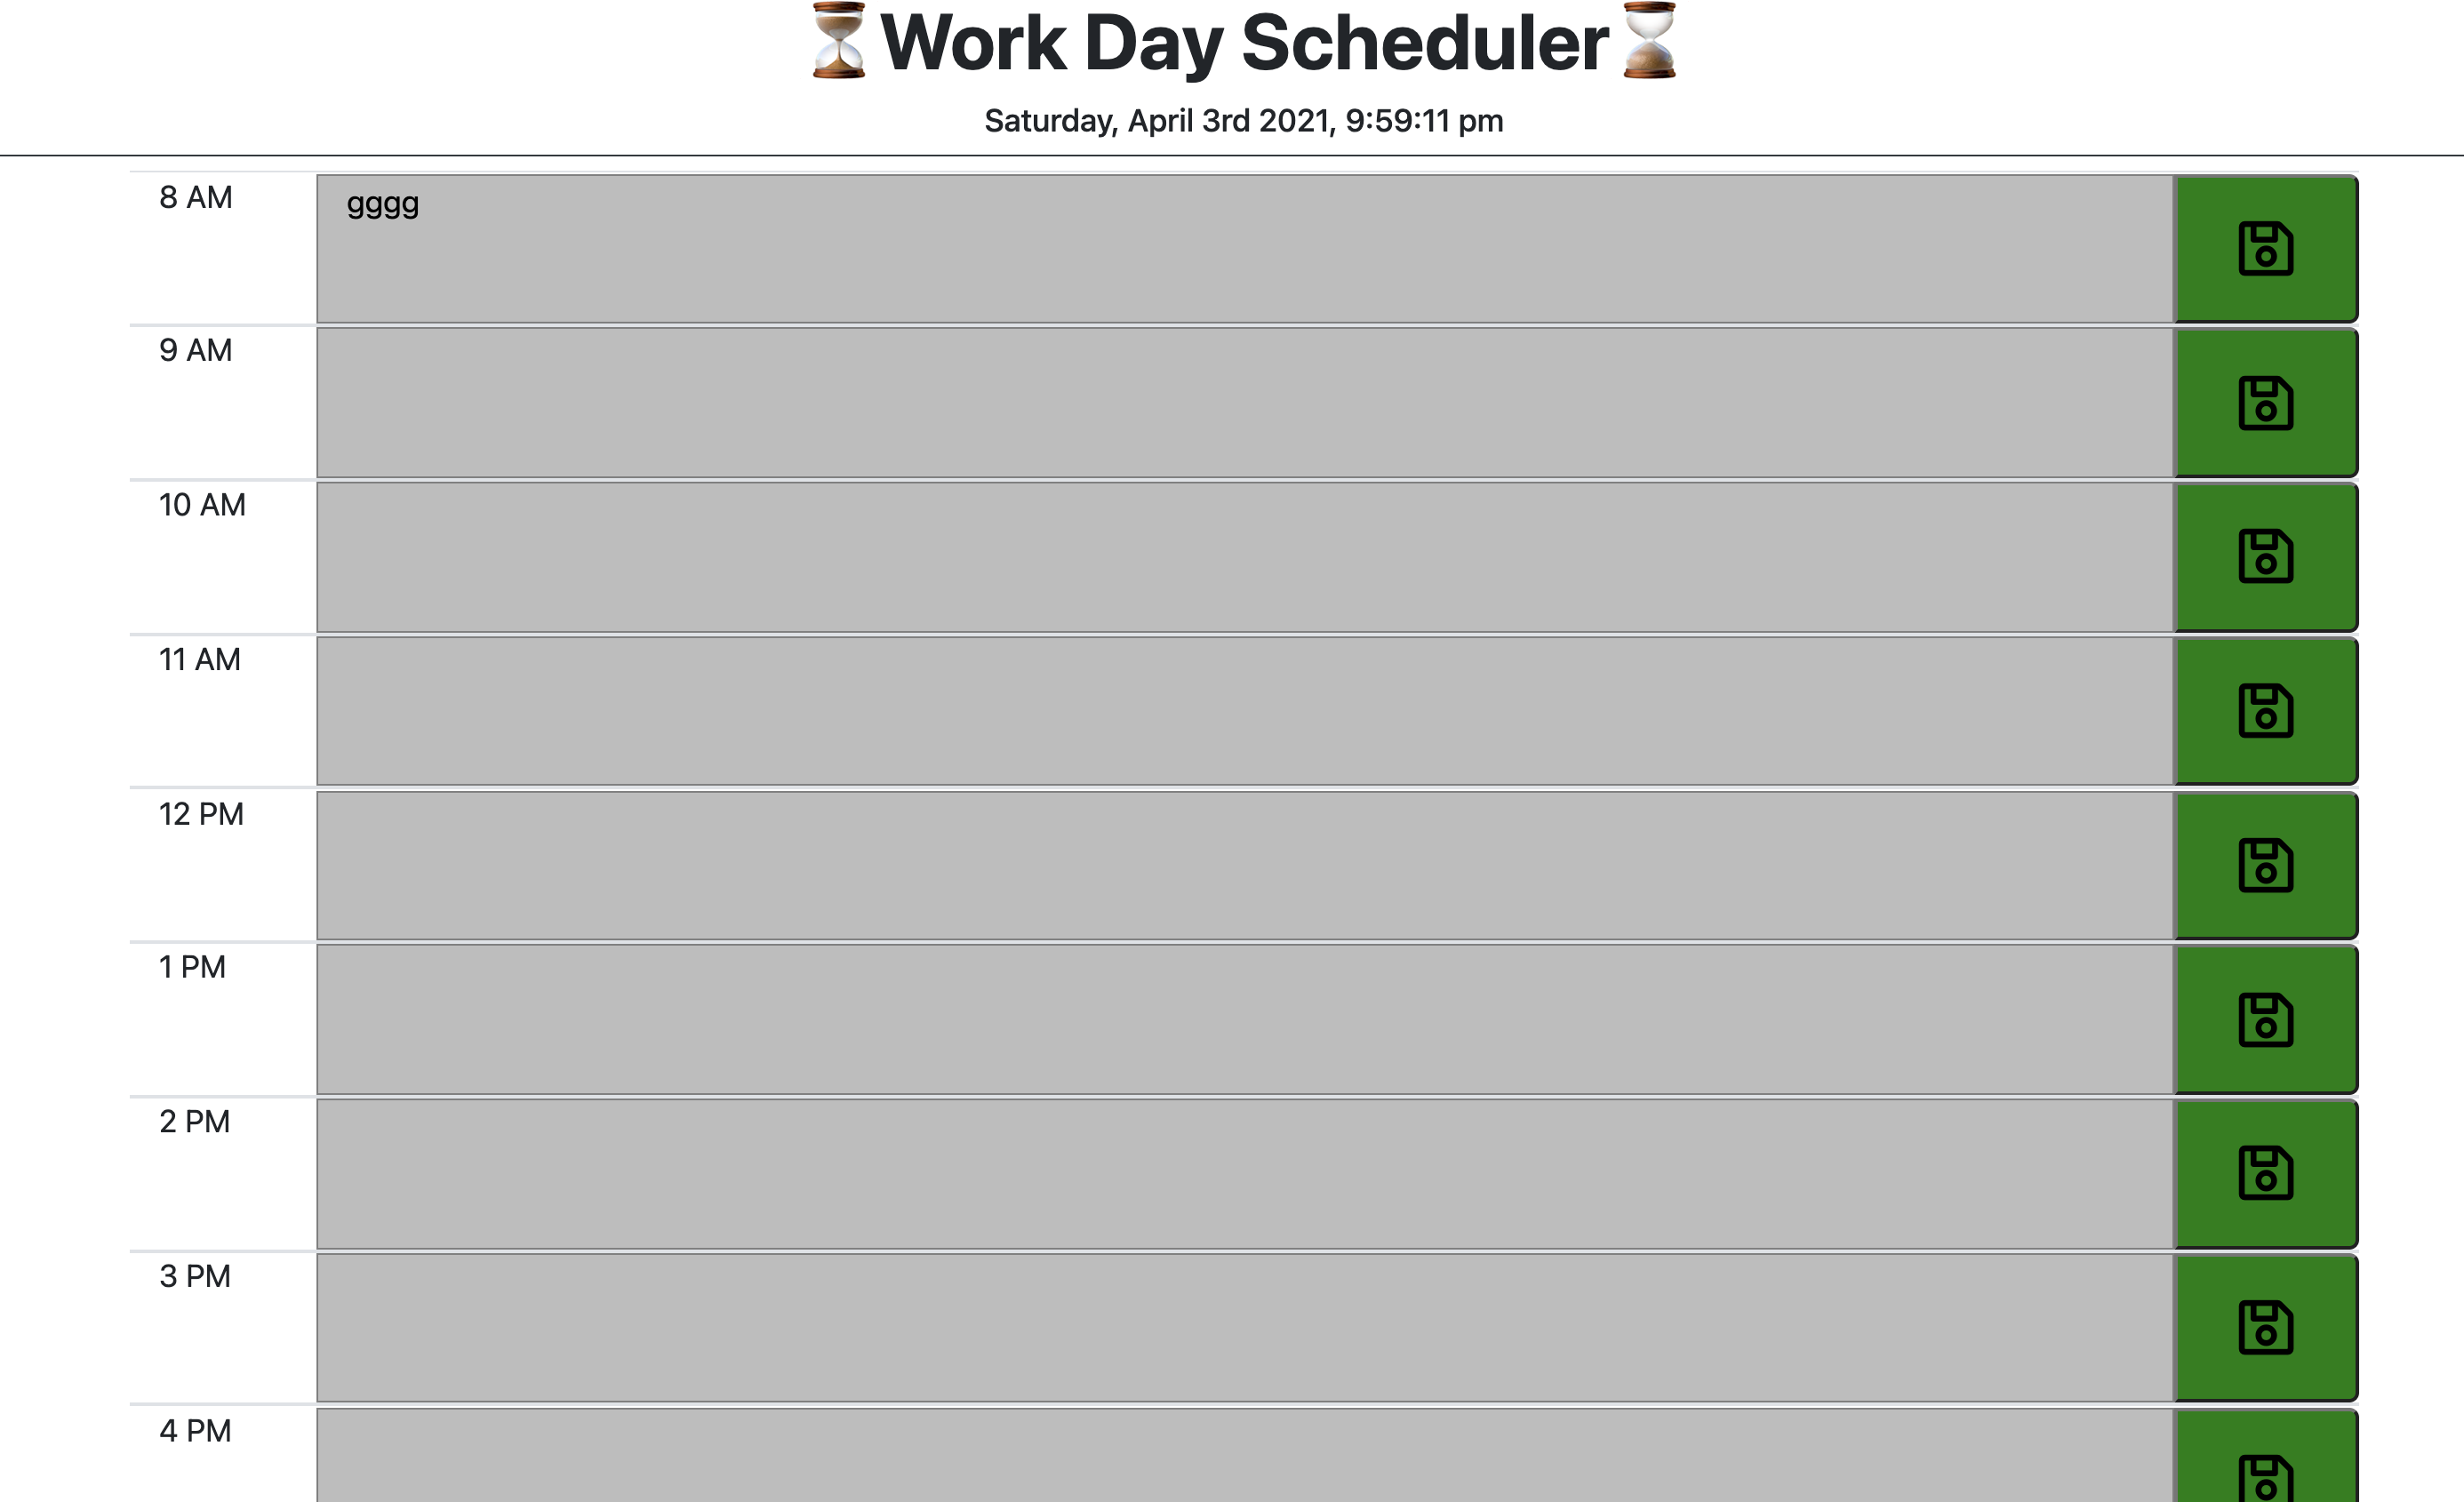 ⏳Work Day Scheduler⌛
Saturday, April 3rd 2021, 9:59:11 pm
8 AM
gggg
9 AM
10 AM
11 AM
12 PM
1 PM
2 PM
3 PM
4 PM